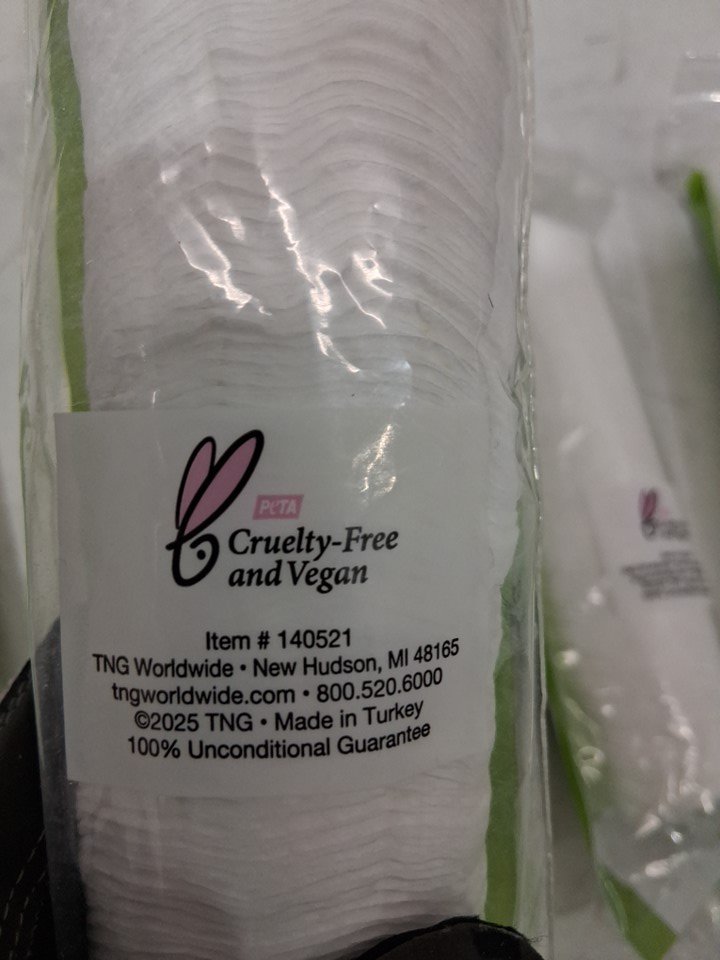 PETA
Cruelty-Free
and Vegan
Item # 140521
TNG Worldwide • New Hudson, MI 48165
tngworldwide.com • 800.520.6000
©2025 TNG • Made in Turkey
100% Unconditional Guarantee